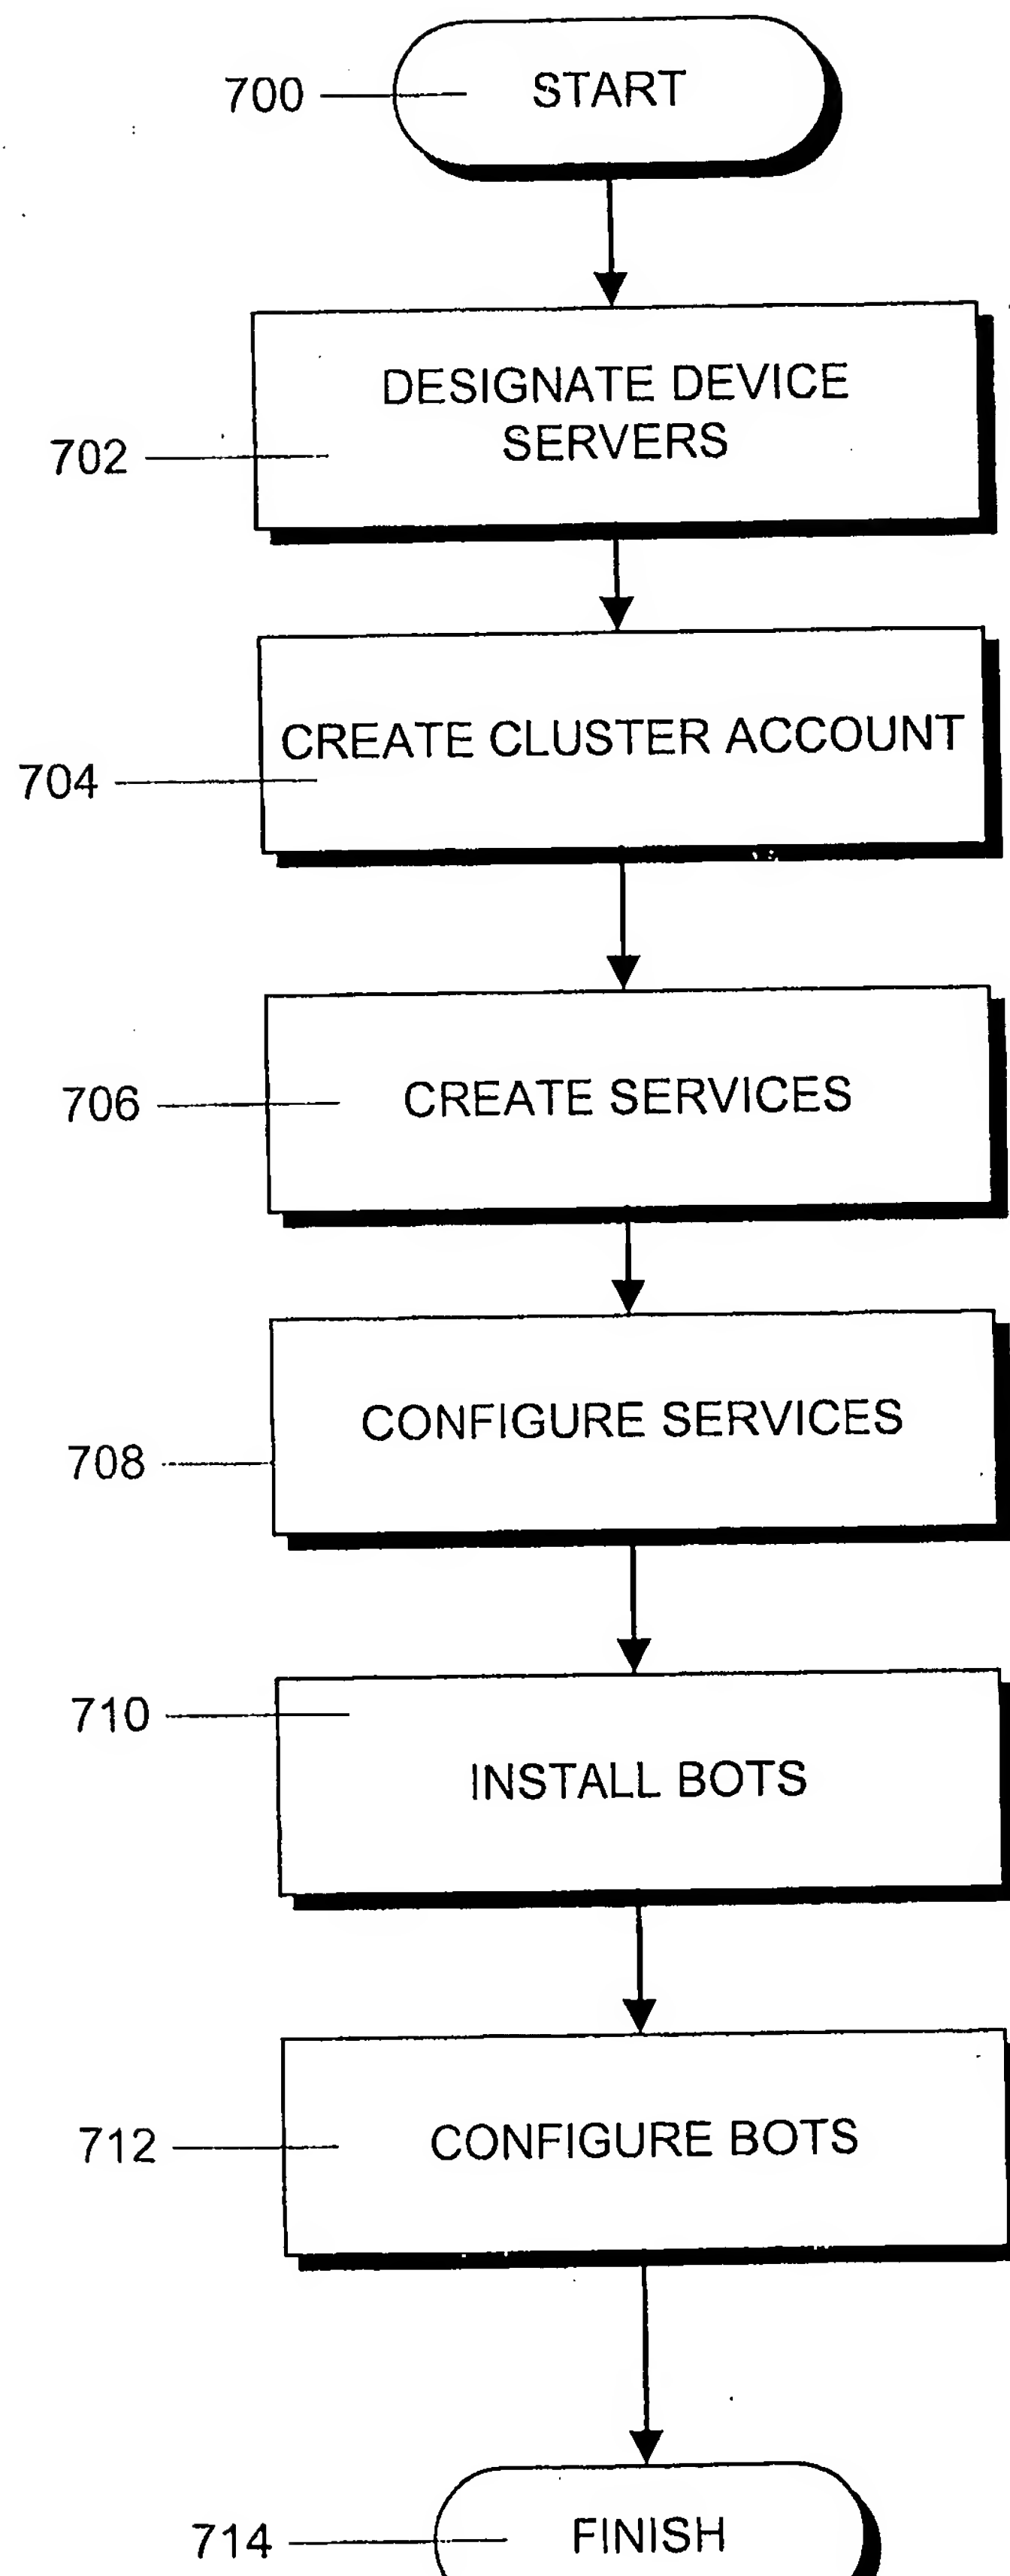 700 START
702 DESIGNATE DEVICE
SERVERS
704 CREATE CLUSTER ACCOUNT
706 CREATE SERVICES
708 CONFIGURE SERVICES
710 INSTALL BOTS
712 CONFIGURE BOTS
714 FINISH